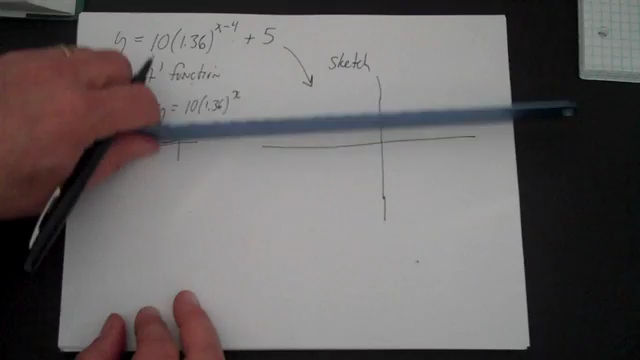 y = 10(1.36)^{x-4} + 5
Sketch
function
y = 10(1.36)^x